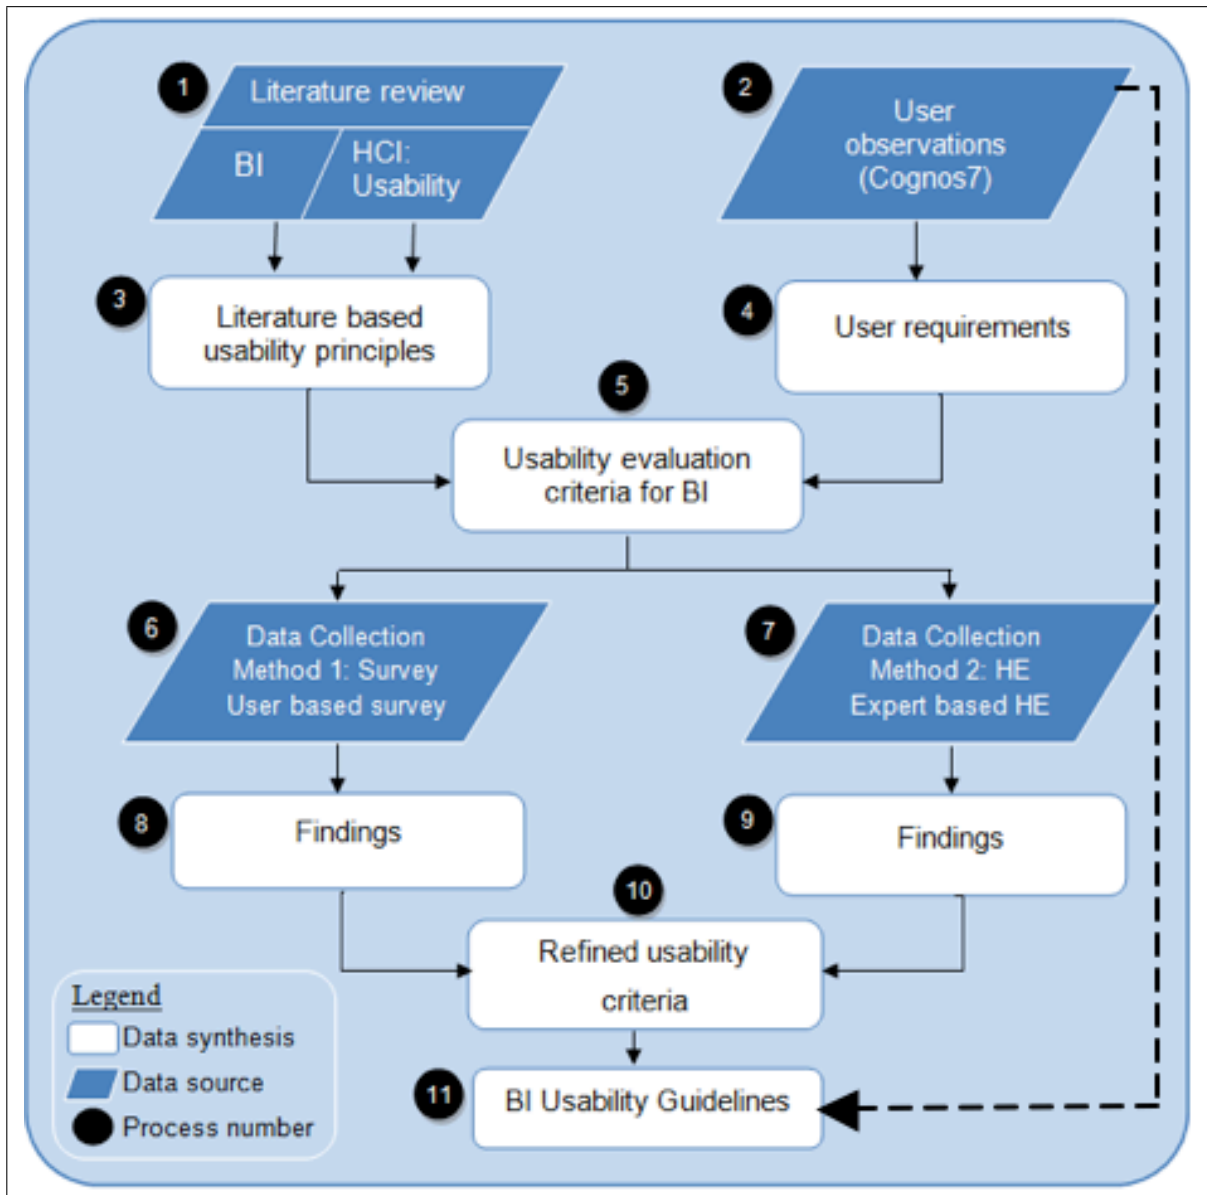 1
Literature review
BI
HCI:
Usability
2
User
observations
(Cognos7)
3
Literature based
usability principles
4
User requirements
5
Usability evaluation
criteria for BI
6
Data Collection
Method 1: Survey
User based survey
7
Data Collection
Method 2: HE
Expert based HE
8
Findings
9
Findings
10
Refined usability
criteria
11
BI Usability Guidelines
Legend
Data synthesis
Data source
Process number